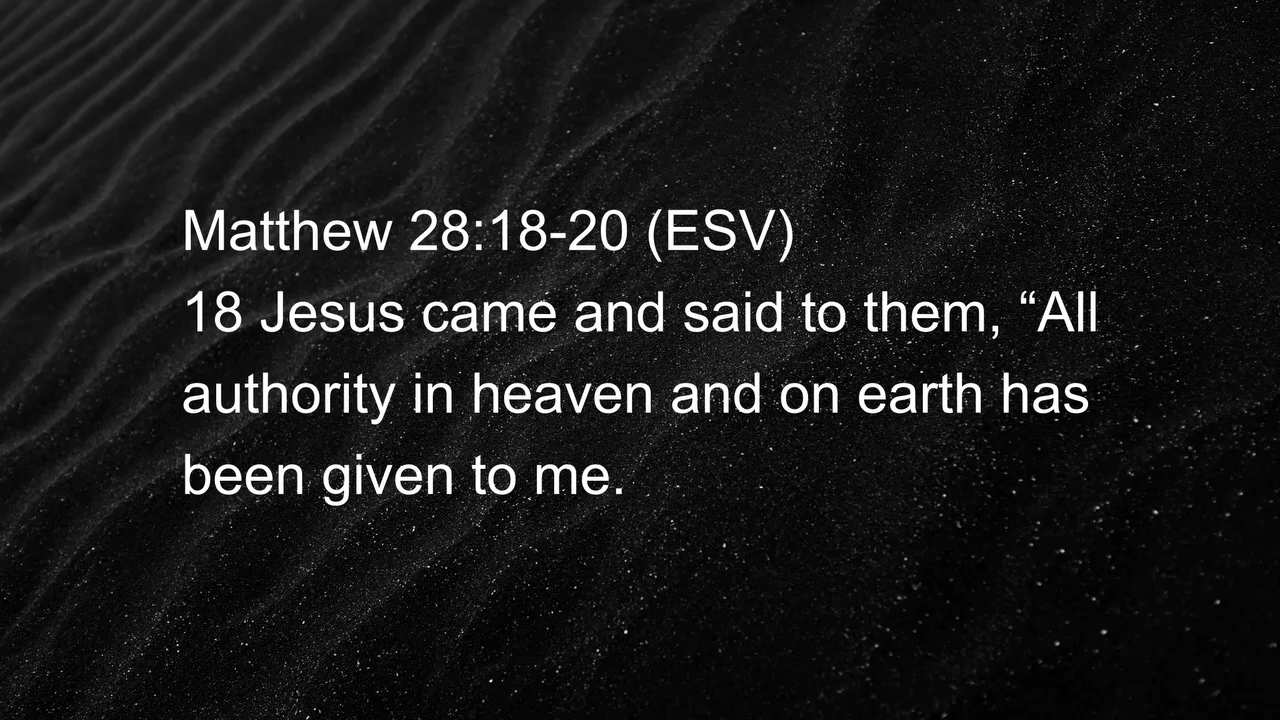 Matthew 28:18-20 (ESV)
18 Jesus came and said to them, “All
authority in heaven and on earth has
been given to me.